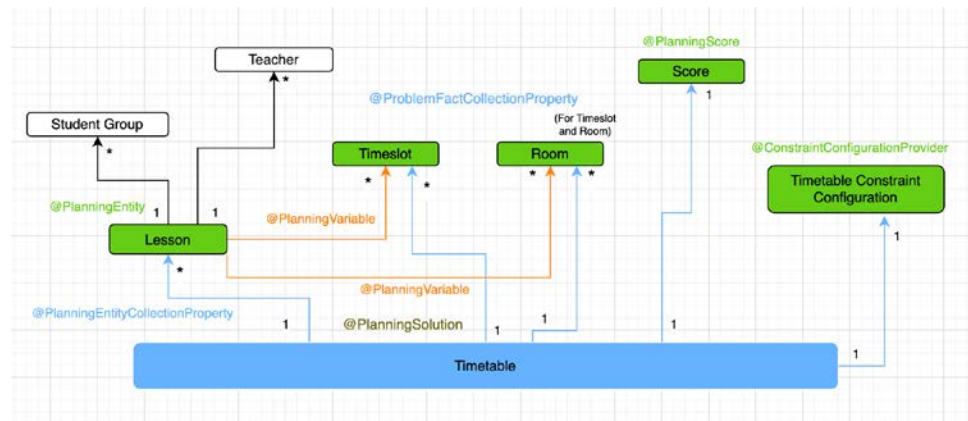 @PlanningScore
Teacher
*
Score
1
@ProblemFactCollectionProperty
(For Timeslot
and Room)
Student Group
*
Timeslot
*
*
Room
*
*
@ConstraintConfigurationProvider
Timetable Constraint
Configuration
1
@PlanningEntity
1
1
@PlanningVariable
Lesson
*
@PlanningVariable
@PlanningEntityCollectionProperty
1
@PlanningSolution
1
1
1
1
Timetable